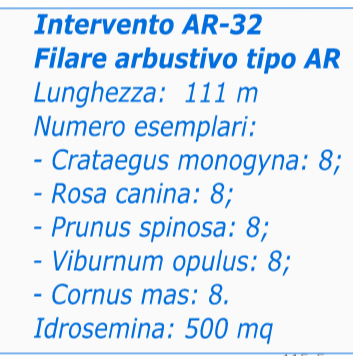 Intervento AR-32
Filare arbustivo tipo AR
Lunghezza: 111 m
Numero esemplari:
- Crataegus monogyna: 8;
- Rosa canina: 8;
- Prunus spinosa: 8;
- Viburnum opulus: 8;
- Cornus mas: 8.
Idrosemina: 500 mq